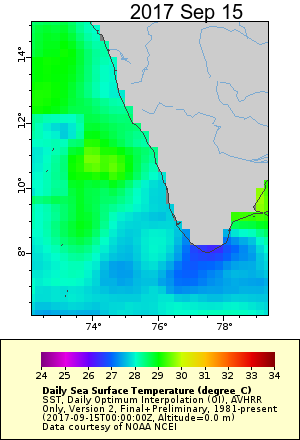 2017 Sep 15
14°
12°
10°
8°
74° 76° 78°
24 25 26 27 28 29 30 31 32 33 34
Daily Sea Surface Temperature (degree_C)
SST, Daily Optimum Interpolation (OI), AVHRR
Only, Version 2, Final+Preliminary, 1981-present
(2017-09-15T00:00:00Z, Altitude=0.0 m)
Data courtesy of NOAA NCEI